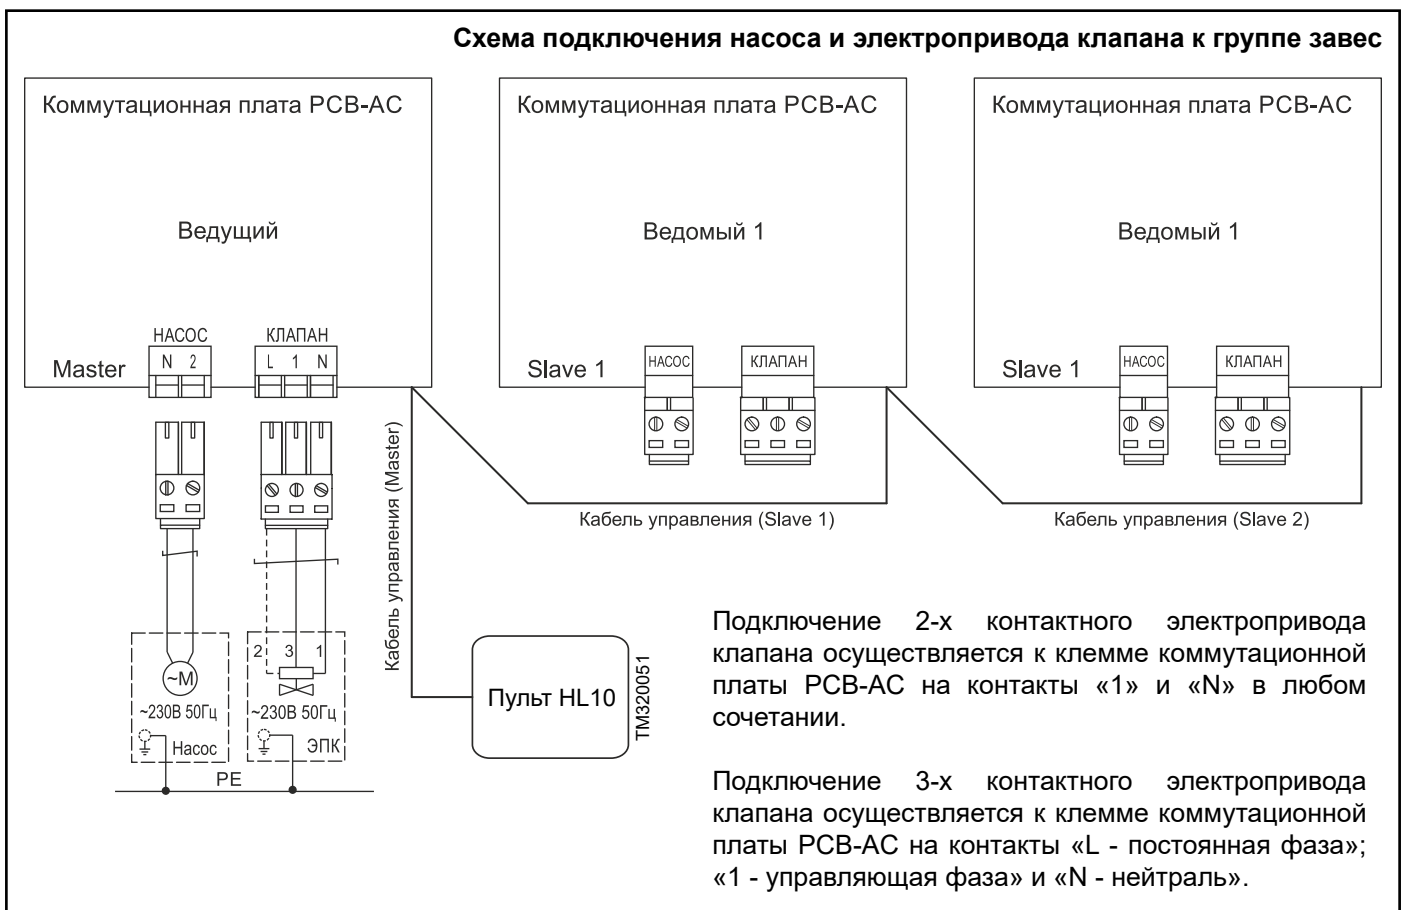 Схема подключения насоса и электропривода клапана к группе завес
Коммутационная плата PCB-AC
Ведущий
НАСОС
КЛАПАН
N 2
L 1 N
Master
Коммутационная плата PCB-AC
Ведомый 1
Slave 1
НАСОС
КЛАПАН
Коммутационная плата PCB-AC
Ведомый 1
Slave 1
НАСОС
КЛАПАН
Кабель управления (Master)
Кабель управления (Slave 1)
Кабель управления (Slave 2)
~M
~230В 50Гц
Насос
2 3 1
~230В 50Гц
ЭПК
PE
Пульт HL10
TM320051
Подключение 2-х контактного электропривода
клапана осуществляется к клемме коммутационной
платы PCB-AC на контакты «1» и «N» в любом
сочетании.
Подключение 3-х контактного электропривода
клапана осуществляется к клемме коммутационной
платы PCB-AC на контакты «L - постоянная фаза»;
«1 - управляющая фаза» и «N - нейтраль».